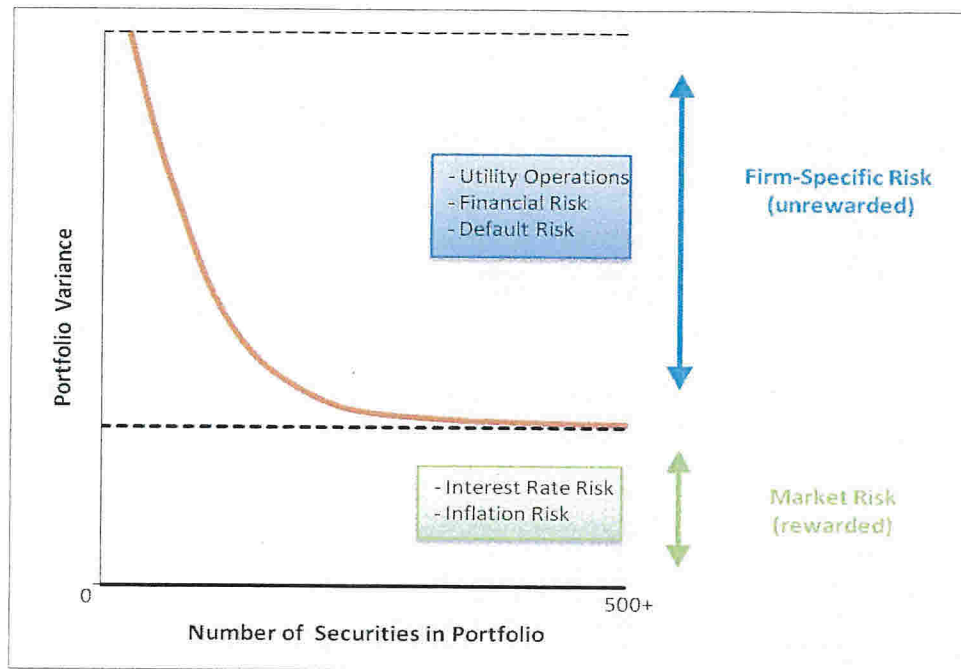 Portfolio Variance
- Utility Operations
- Financial Risk
- Default Risk
Firm-Specific Risk
(unrewarded)
- Interest Rate Risk
- Inflation Risk
Market Risk
(rewarded)
0
500+
Number of Securities in Portfolio